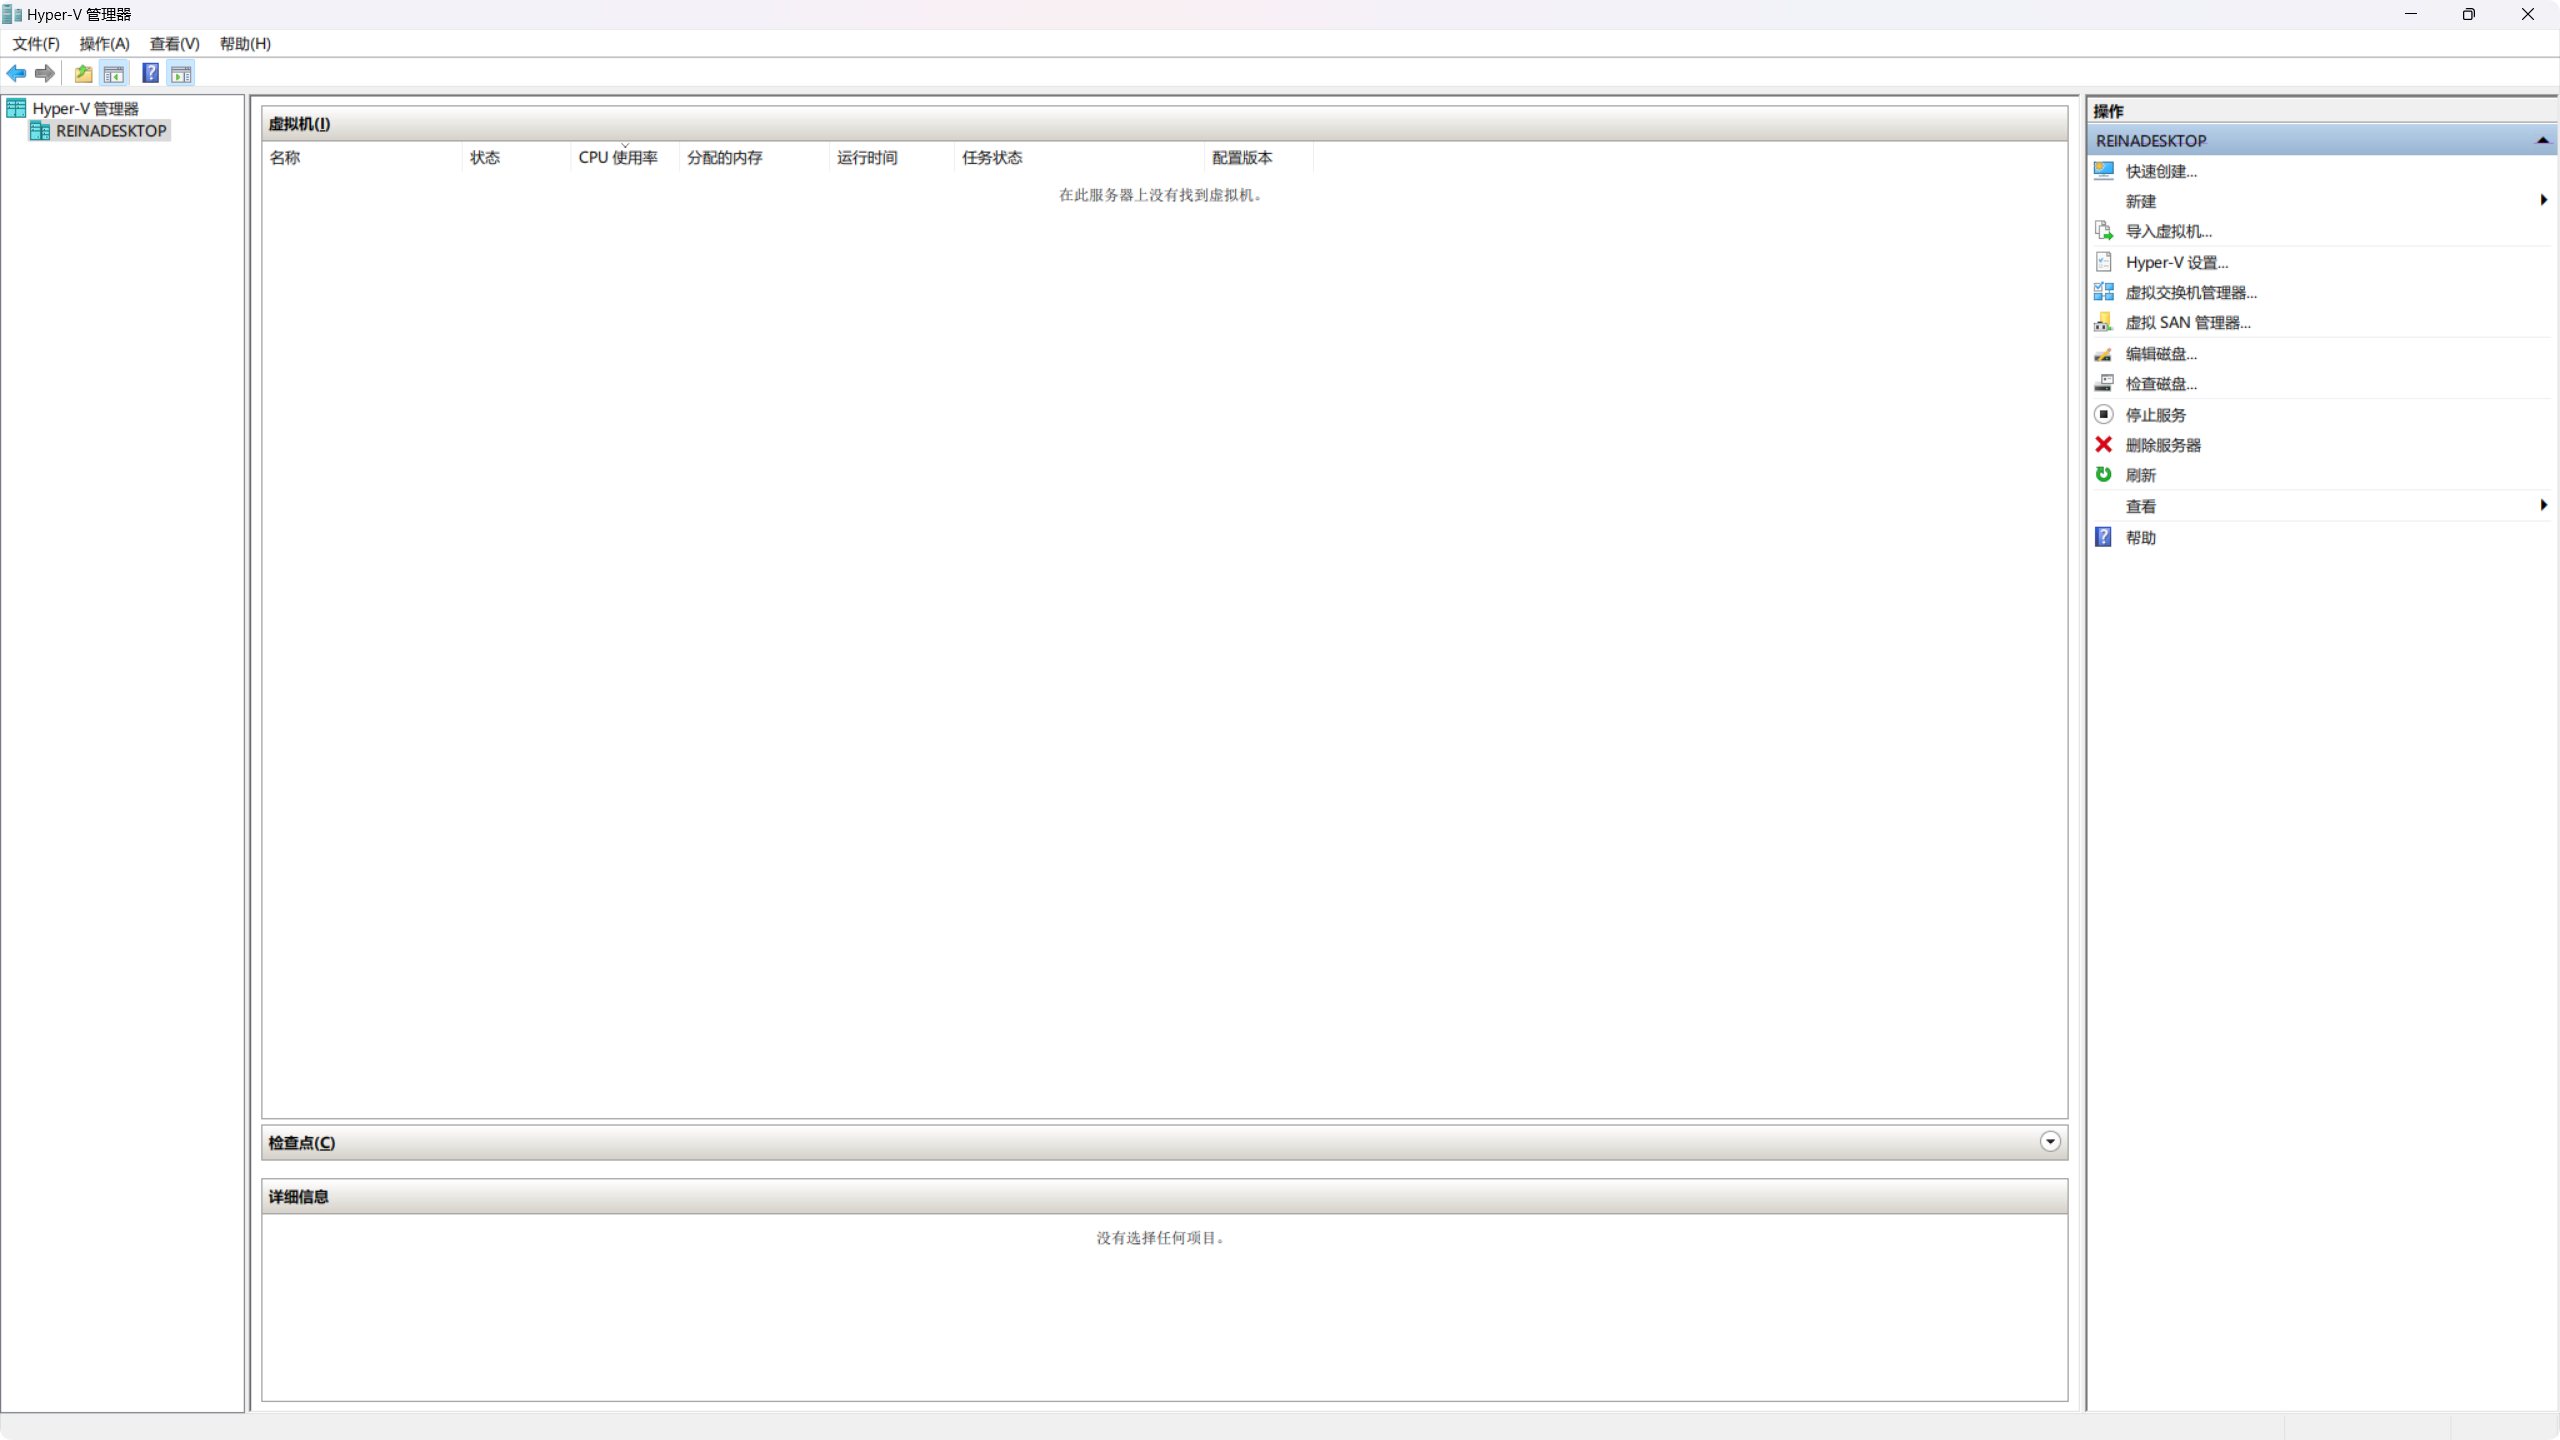 Hyper-V 管理器
文件(F) 操作(A) 查看(V) 帮助(H)
Hyper-V 管理器
REINADESKTOP
虚拟机(I)
名称 状态 CPU 使用率 分配的内存 运行时间 任务状态 配置版本
在此服务器上没有找到虚拟机。
检查点(C)
详细信息
没有选择任何项目。
操作
REINADESKTOP
快速创建...
新建
导入虚拟机...
Hyper-V 设置...
虚拟交换机管理器...
虚拟 SAN 管理器...
编辑磁盘...
检查磁盘...
停止服务
删除服务器
刷新
查看
帮助